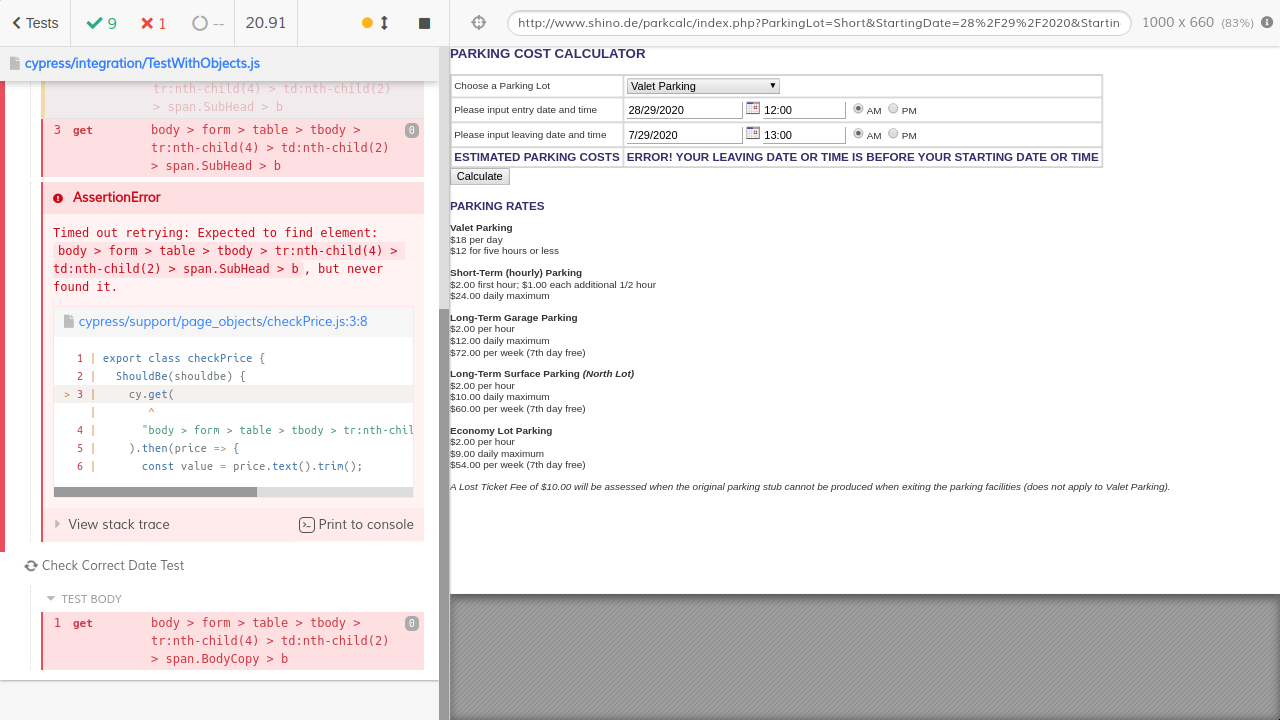 Tests
9
1
--
20.91
http://www.shino.de/parkcalc/index.php?ParkingLot=Short&StartingDate=28%2F29%2F2020&Startin
1000 x 660 (83%)
cypress/integration/TestWithObjects.js
tr:nth-child(4) > td:nth-child(2)
> span.SubHead > b
3 get body > form > table > tbody > 0
tr:nth-child(4) > td:nth-child(2)
> span.SubHead > b
AssertionError
Timed out retrying: Expected to find element:
body > form > table > tbody > tr:nth-child(4) >
td:nth-child(2) > span.SubHead > b , but never
found it.
cypress/support/page_objects/checkPrice.js:3:8
1 | export class checkPrice {
2 | ShouldBe(shouldbe) {
> 3 | cy.get(
| ^
4 | "body > form > table > tbody > tr:nth-chil
5 | ).then(price => {
6 | const value = price.text().trim();
View stack trace
Print to console
Check Correct Date Test
TEST BODY
1 get body > form > table > tbody > 0
tr:nth-child(4) > td:nth-child(2)
> span.BodyCopy > b
PARKING COST CALCULATOR
Choose a Parking Lot Valet Parking
Please input entry date and time 28/29/2020 12:00 AM PM
Please input leaving date and time 7/29/2020 13:00 AM PM
ESTIMATED PARKING COSTS ERROR! YOUR LEAVING DATE OR TIME IS BEFORE YOUR STARTING DATE OR TIME
Calculate
PARKING RATES
Valet Parking
$18 per day
$12 for five hours or less
Short-Term (hourly) Parking
$2.00 first hour; $1.00 each additional 1/2 hour
$24.00 daily maximum
Long-Term Garage Parking
$2.00 per hour
$12.00 daily maximum
$72.00 per week (7th day free)
Long-Term Surface Parking (North Lot)
$2.00 per hour
$10.00 daily maximum
$60.00 per week (7th day free)
Economy Lot Parking
$2.00 per hour
$9.00 daily maximum
$54.00 per week (7th day free)
A Lost Ticket Fee of $10.00 will be assessed when the original parking stub cannot be produced when exiting the parking facilities (does not apply to Valet Parking).